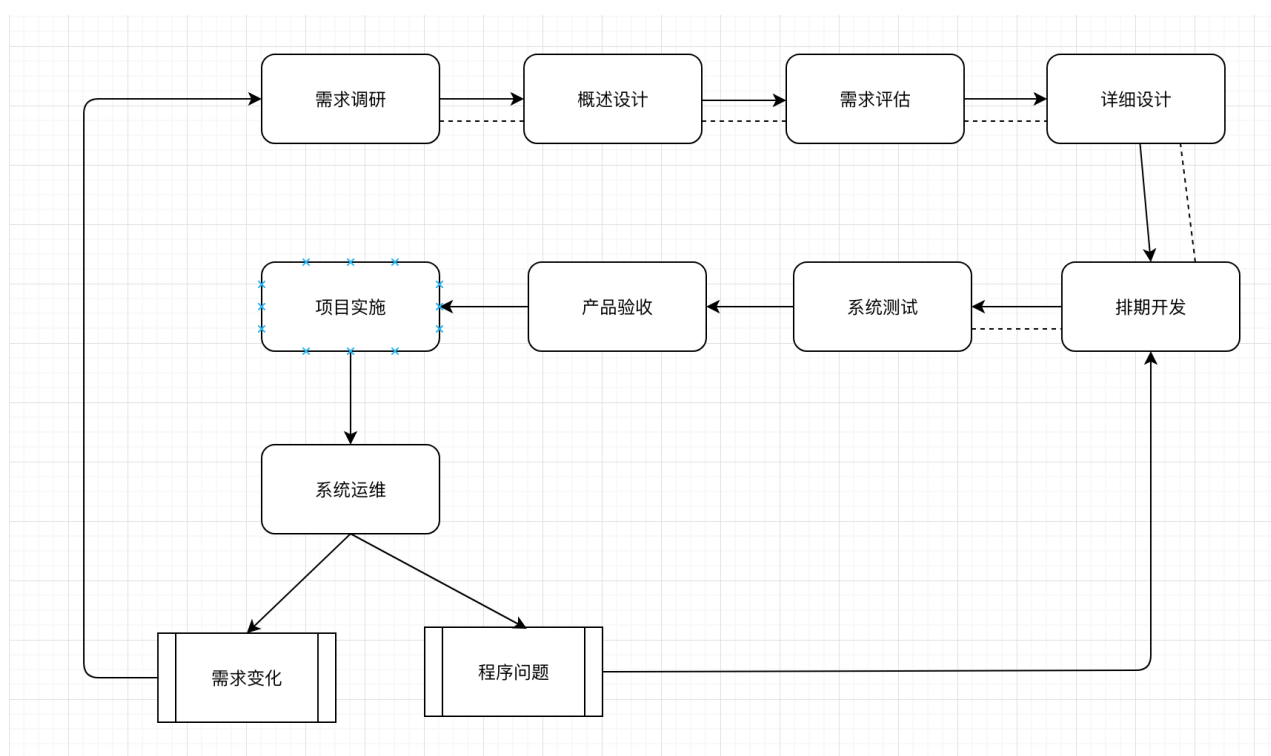 需求调研
概述设计
需求评估
详细设计
项目实施
产品验收
系统测试
排期开发
系统运维
需求变化
程序问题